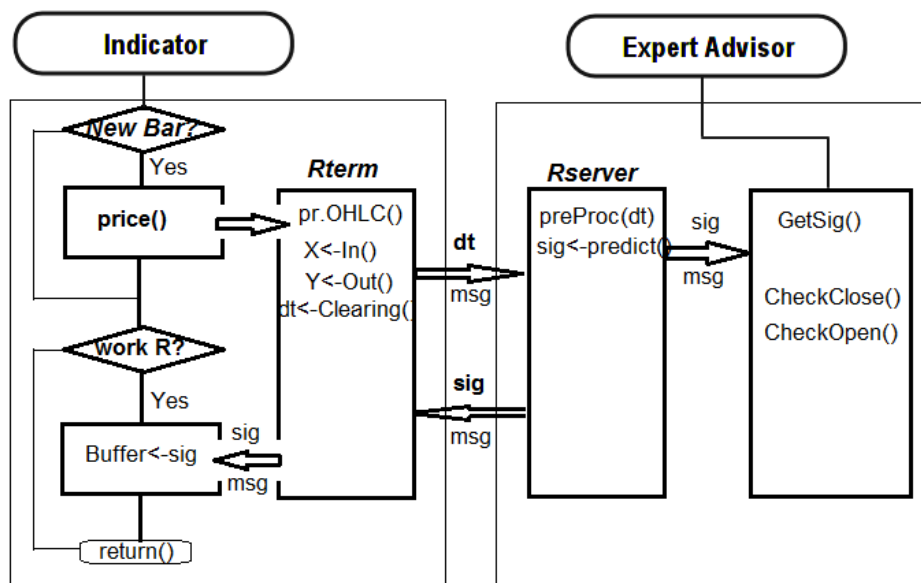 Indicator
Expert Advisor
New Bar?
Yes
Rterm
Rserver
price()
pr.OHLC()
X<-In()
Y<-Out()
dt<-Clearing()
dt
msg
preProc(dt)
sig<-predict()
sig
msg
GetSig()
CheckClose()
CheckOpen()
work R?
Yes
sig
msg
Buffer<-sig
sig
msg
return()